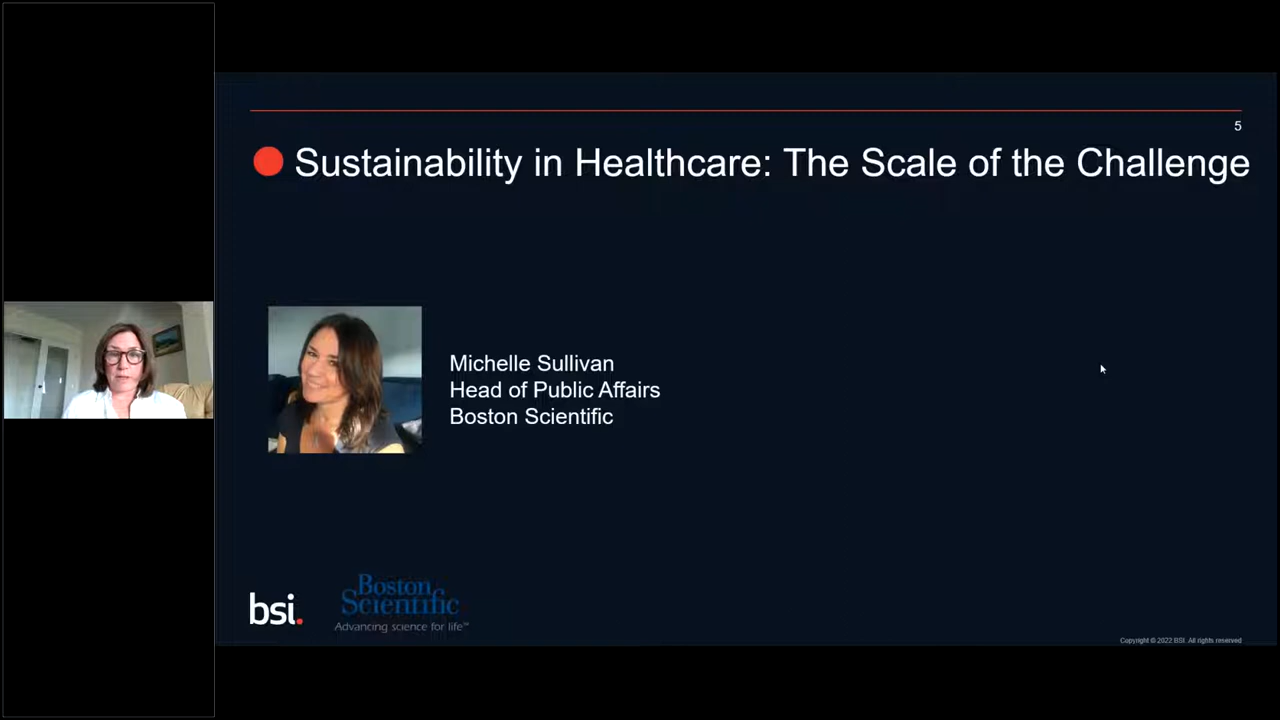 5
Sustainability in Healthcare: The Scale of the Challenge
Michelle Sullivan
Head of Public Affairs
Boston Scientific
bsi.
Boston
Scientific
Advancing science for life™
Copyright © 2022 BSI. All rights reserved